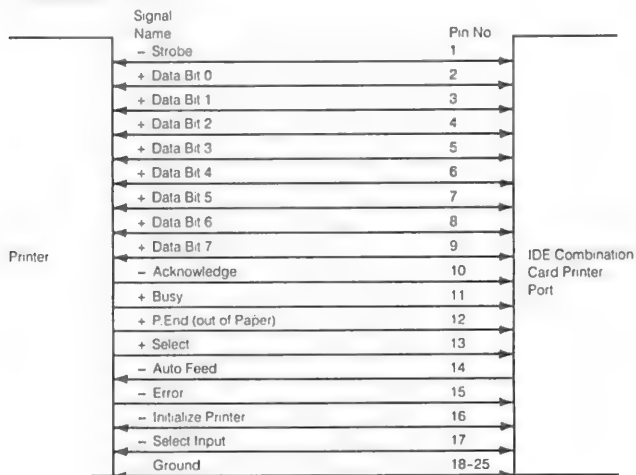 Signal
Name Pin No
– Strobe 1
+ Data Bit 0 2
+ Data Bit 1 3
+ Data Bit 2 4
+ Data Bit 3 5
+ Data Bit 4 6
+ Data Bit 5 7
+ Data Bit 6 8
+ Data Bit 7 9
– Acknowledge 10
+ Busy 11
+ P.End (out of Paper) 12
+ Select 13
– Auto Feed 14
– Error 15
– Initialize Printer 16
– Select Input 17
Ground 18-25
Printer
IDE Combination
Card Printer
Port